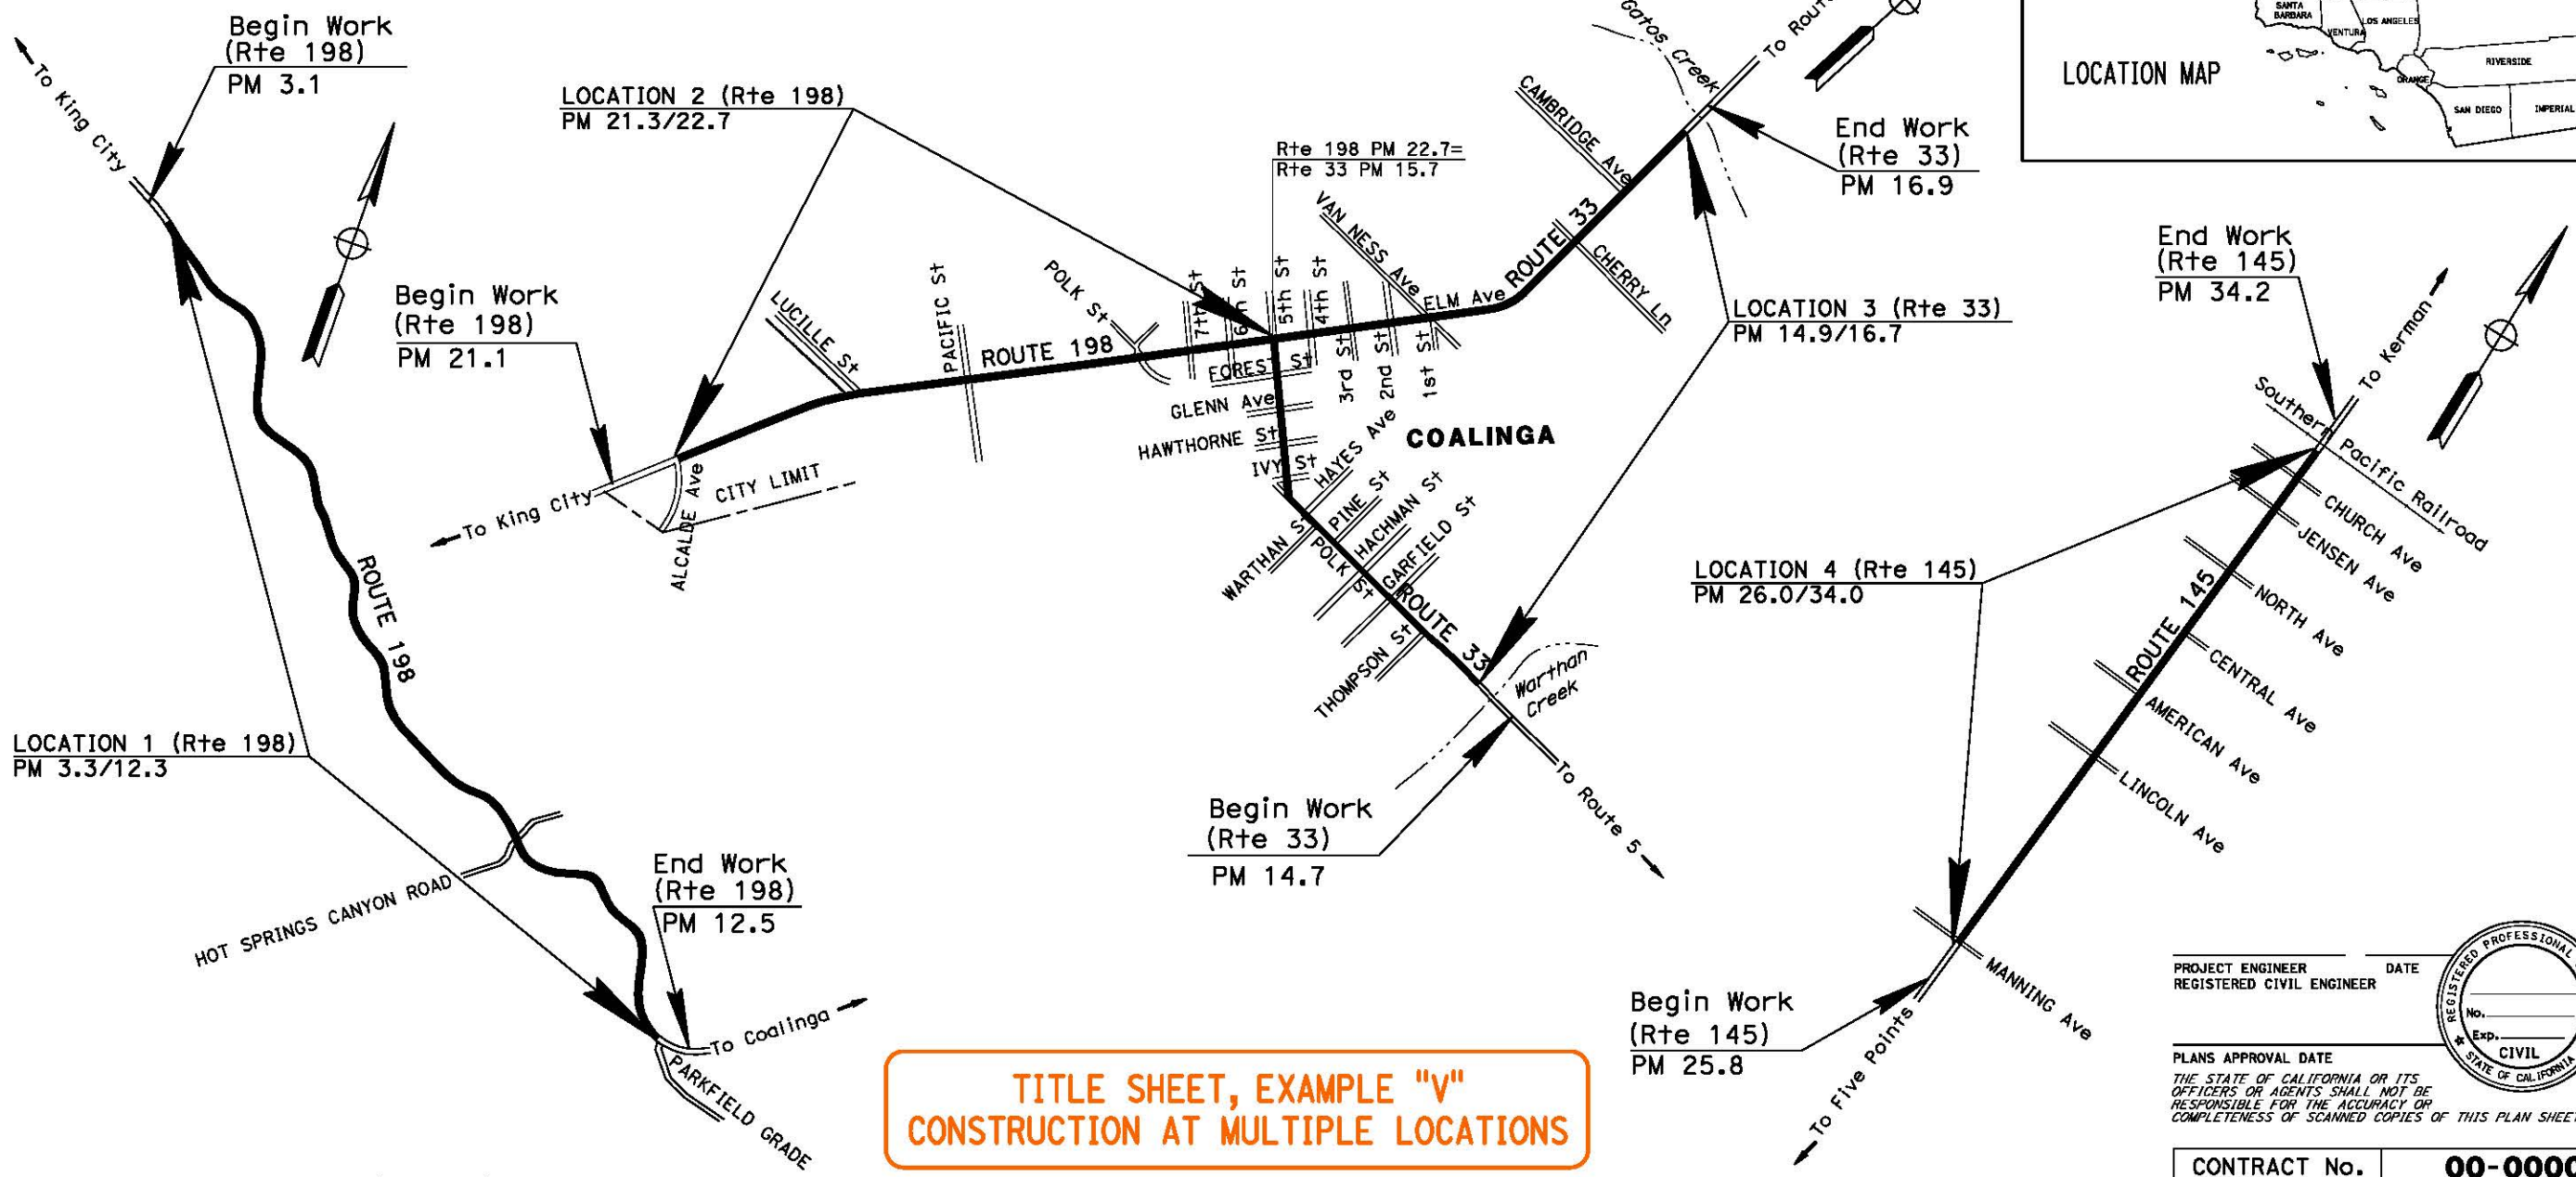 Begin Work
(Rte 198)
PM 3.1
To King City
LOCATION 2 (Rte 198)
PM 21.3/22.7
Begin Work
(Rte 198)
PM 21.1
LUCILLE St
PACIFIC St
POLK St
ROUTE 198
7th St
6th St
5th St
4th St
Rte 198 PM 22.7=
Rte 33 PM 15.7
VAN NESS Ave
ELM Ave
3rd St
2nd St
1st St
FOREST St
GLENN Ave
HAWTHORNE St
IVY St
COALINGA
ROUTE 33
CAMBRIDGE Ave
CHERRY Ln
Gatos Creek
To Route
End Work
(Rte 33)
PM 16.9
LOCATION 3 (Rte 33)
PM 14.9/16.7
LOCATION MAP
SANTA
BARBARA
VENTURA
LOS ANGELES
ORANGE
RIVERSIDE
SAN DIEGO
IMPERIAL
End Work
(Rte 145)
PM 34.2
To Kerman
Southern Pacific Railroad
CHURCH Ave
JENSEN Ave
NORTH Ave
CENTRAL Ave
AMERICAN Ave
LINCOLN Ave
MANNING Ave
ROUTE 145
LOCATION 4 (Rte 145)
PM 26.0/34.0
Begin Work
(Rte 145)
PM 25.8
To Five Points
To King City
ALCALDE Ave
CITY LIMIT
HAYES Ave
PINE St
HACHMAN St
GARFIELD St
WARTHAN St
POLK St
THOMPSON St
ROUTE 33
Warthan
Creek
To Route 5
Begin Work
(Rte 33)
PM 14.7
ROUTE 198
LOCATION 1 (Rte 198)
PM 3.3/12.3
HOT SPRINGS CANYON ROAD
End Work
(Rte 198)
PM 12.5
To Coalinga
PARKFIELD GRADE
TITLE SHEET, EXAMPLE "V"
CONSTRUCTION AT MULTIPLE LOCATIONS
PROJECT ENGINEER DATE
REGISTERED CIVIL ENGINEER
REGISTERED PROFESSIONAL
No.
Exp.
CIVIL
STATE OF CALIFORNIA
PLANS APPROVAL DATE
THE STATE OF CALIFORNIA OR ITS
OFFICERS OR AGENTS SHALL NOT BE
RESPONSIBLE FOR THE ACCURACY OR
COMPLETENESS OF SCANNED COPIES OF THIS PLAN SHEET
CONTRACT No. 00-0000